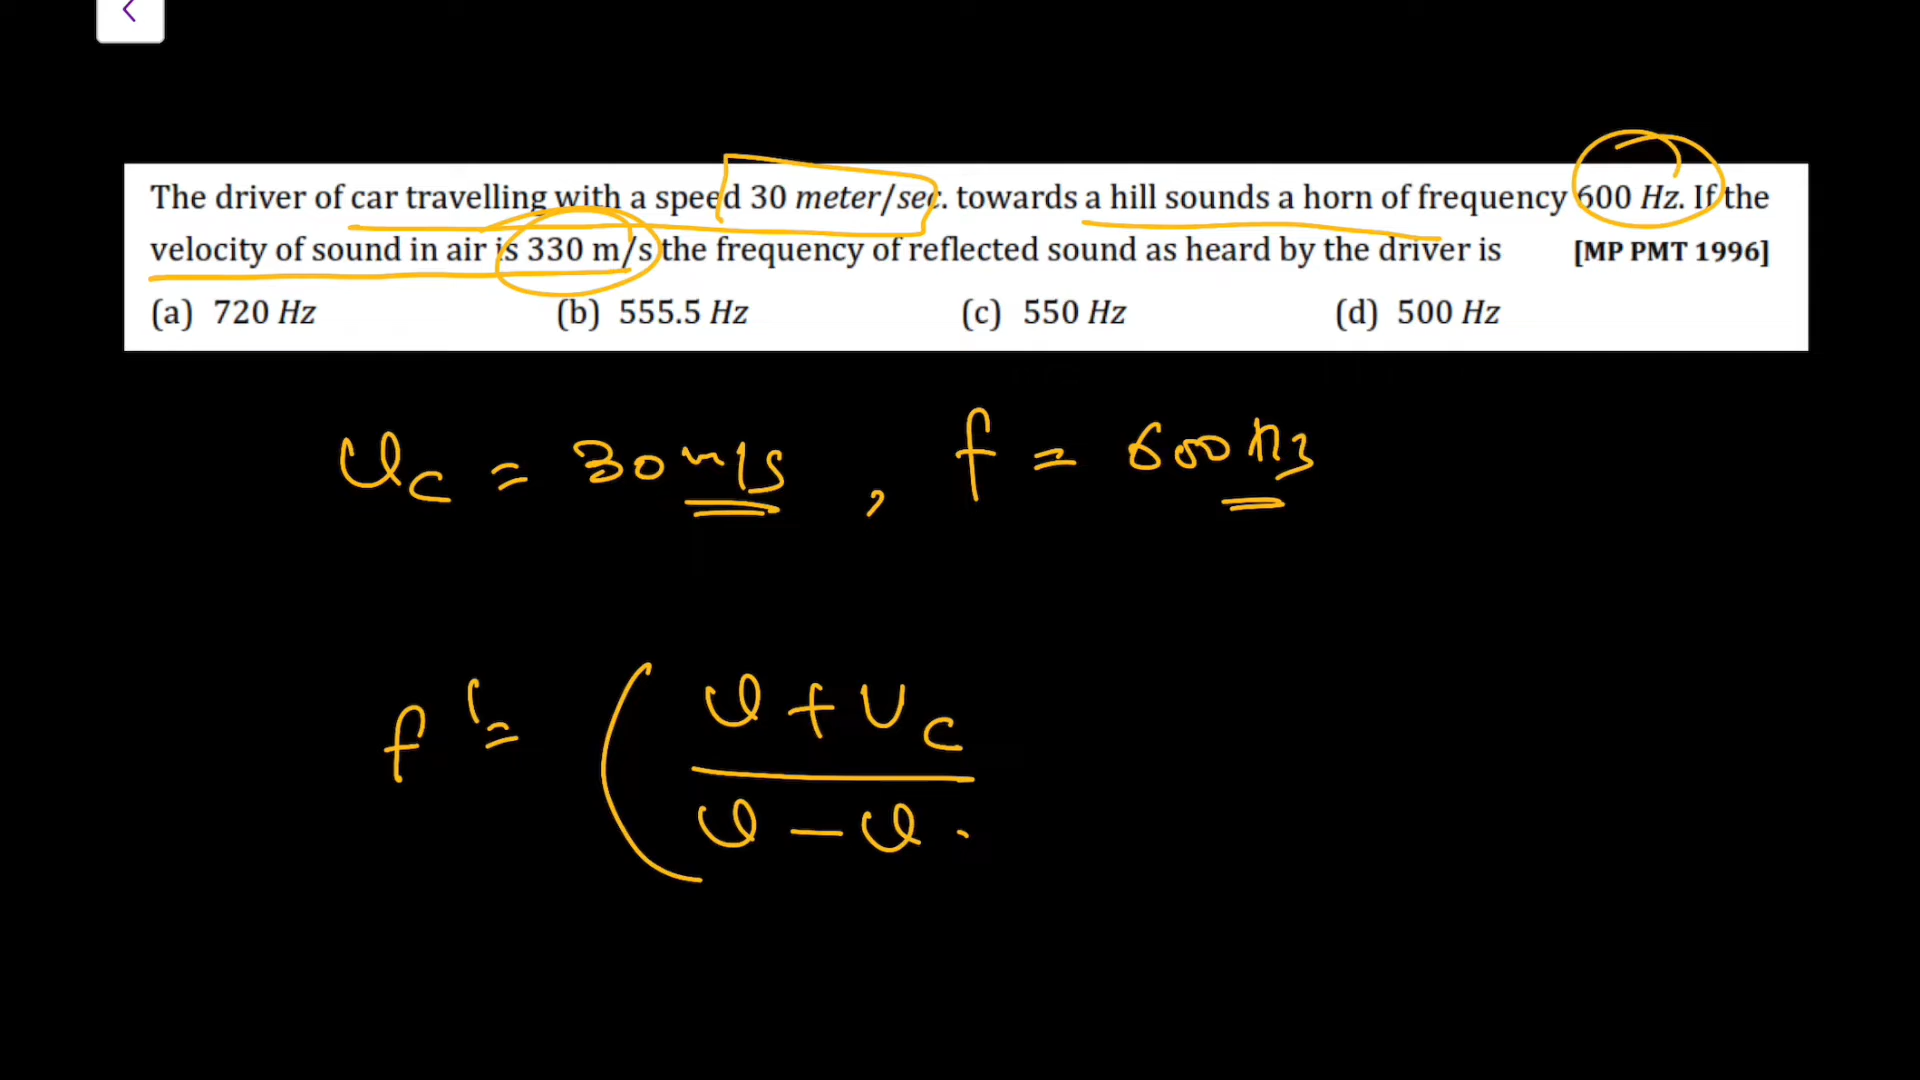 The driver of car travelling with a speed 30 meter/sec. towards a hill sounds a horn of frequency 600 Hz. If the
velocity of sound in air is 330 m/s the frequency of reflected sound as heard by the driver is [MP PMT 1996]
(a) 720 Hz (b) 555.5 Hz (c) 550 Hz (d) 500 Hz
v_c = 30 m/s , f = 600 Hz
f' = ( v + v_c
v - v